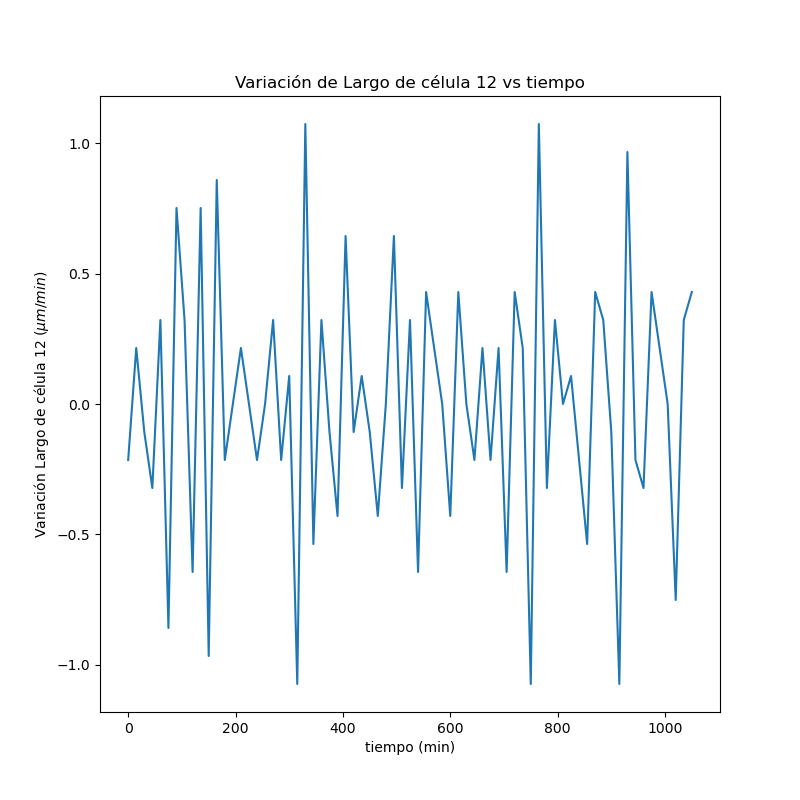 Variación de Largo de célula 12 vs tiempo
Variación Largo de célula 12 (μm/min)
1.0
0.5
0.0
−0.5
−1.0
0 200 400 600 800 1000
tiempo (min)